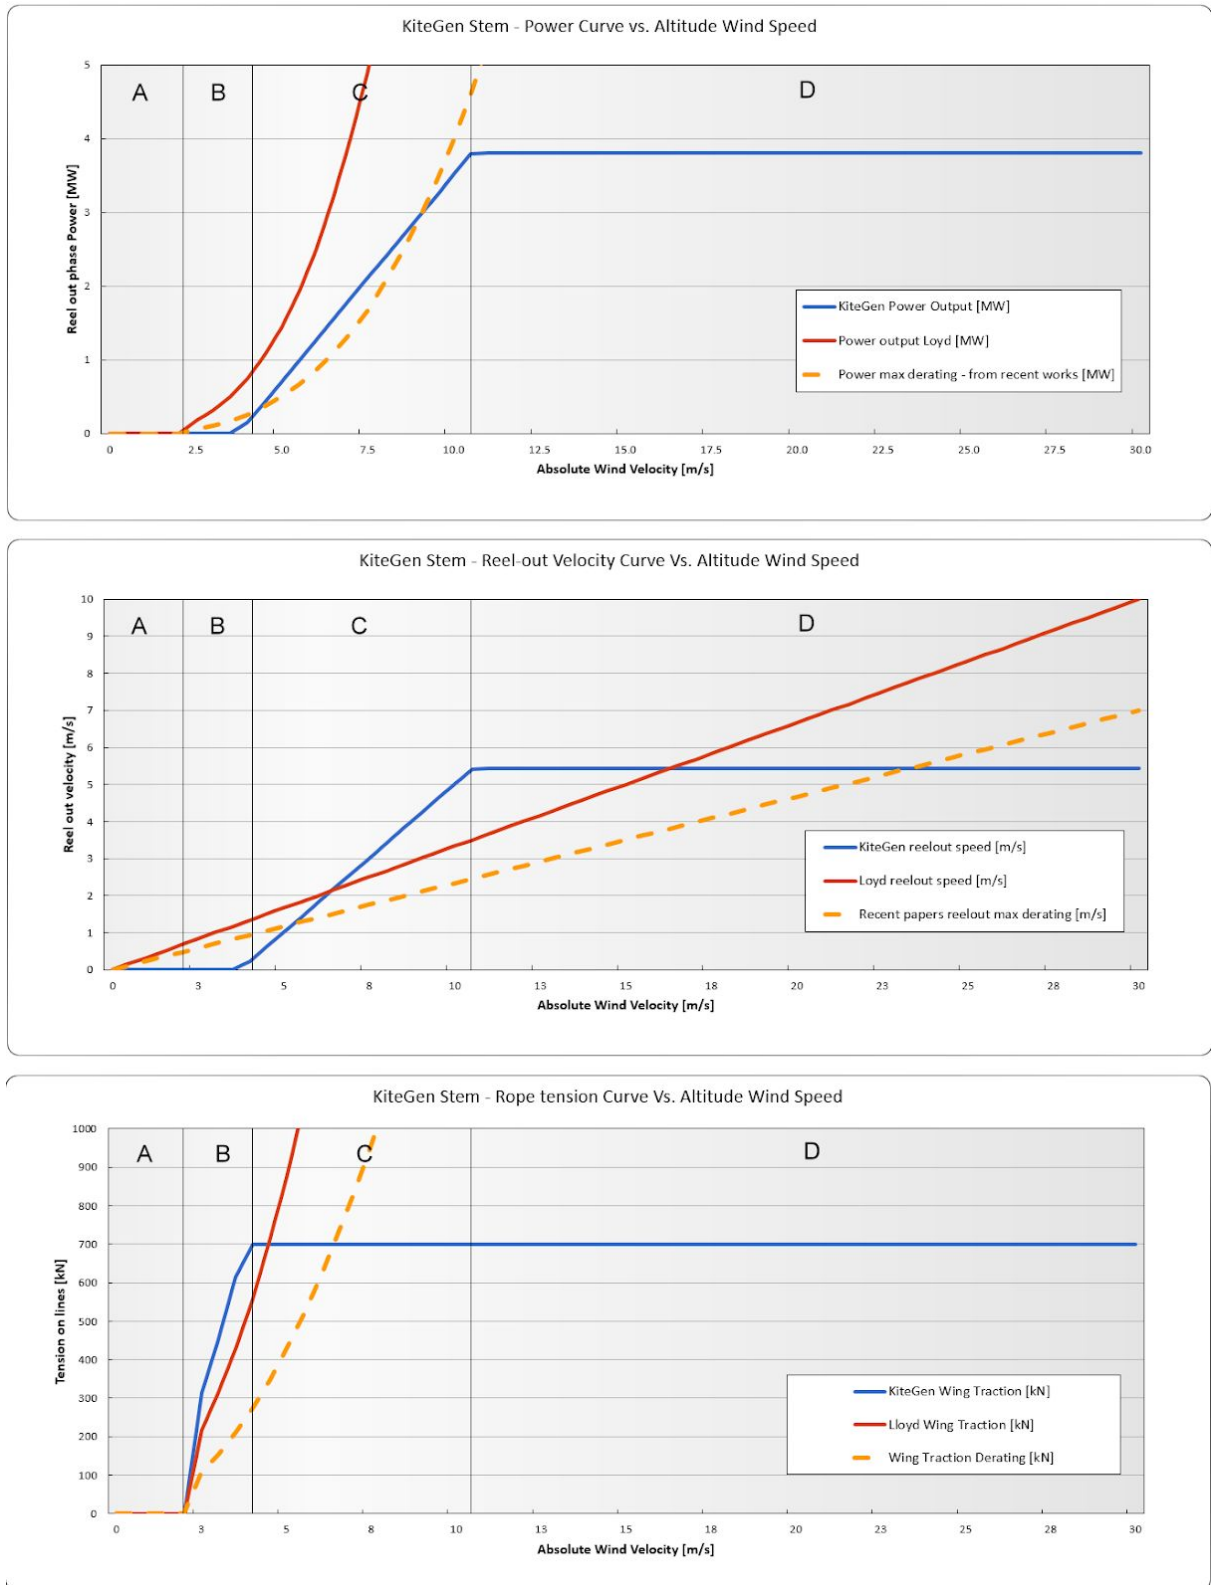 KiteGen Stem - Power Curve vs. Altitude Wind Speed
5
A
B
C
D
4
3
2
1
0
Reel out phase Power [MW]
KiteGen Power Output [MW]
Power output Loyd [MW]
Power max derating - from recent works [MW]
0 2.5 5.0 7.5 10.0 12.5 15.0 17.5 20.0 22.5 25.0 27.5 30.0
Absolute Wind Velocity [m/s]
KiteGen Stem - Reel-out Velocity Curve Vs. Altitude Wind Speed
10
A
B
C
D
9
8
7
6
5
4
3
2
1
0
Reel out velocity [m/s]
KiteGen reelout speed [m/s]
Loyd reelout speed [m/s]
Recent papers reelout max derating [m/s]
0 3 5 8 10 13 15 18 20 23 25 28 30
Absolute Wind Velocity [m/s]
KiteGen Stem - Rope tension Curve Vs. Altitude Wind Speed
1000
A
B
C
D
900
800
700
600
500
400
300
200
100
0
Tension on lines [kN]
KiteGen Wing Traction [kN]
Lloyd Wing Traction [kN]
Wing Traction Derating [kN]
0 3 5 8 10 13 15 18 20 23 25 28 30
Absolute Wind Velocity [m/s]